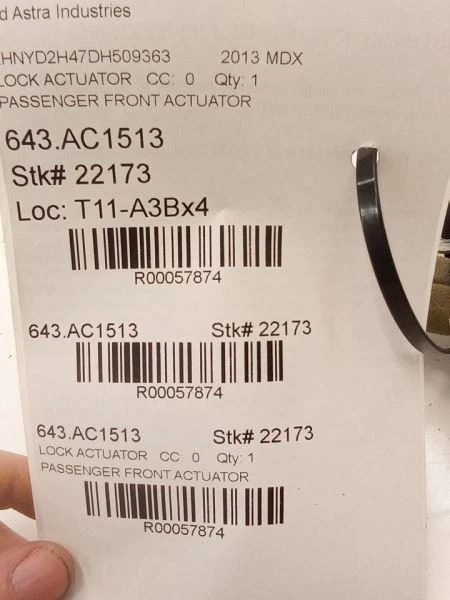 d Astra Industries
HNYD2H47DH509363 2013 MDX
LOCK ACTUATOR CC: 0 Qty: 1
PASSENGER FRONT ACTUATOR
643.AC1513
Stk# 22173
Loc: T11-A3Bx4
R00057874
643.AC1513 Stk# 22173
R00057874
643.AC1513 Stk# 22173
LOCK ACTUATOR CC 0 Qty: 1
PASSENGER FRONT ACTUATOR
R00057874